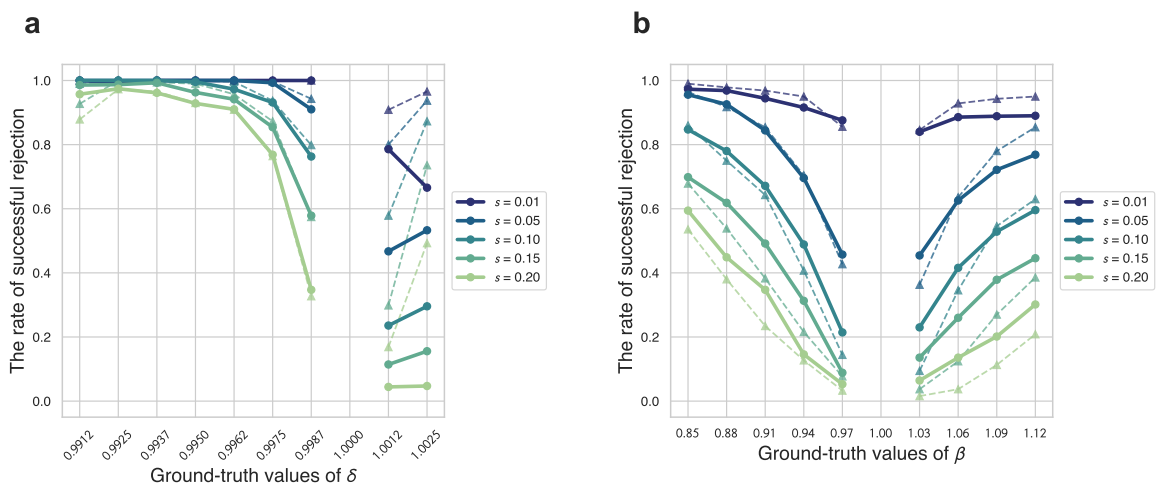 a
The rate of successful rejection
1.0
0.8
0.6
0.4
0.2
0.0
0.9912
0.9925
0.9937
0.9950
0.9962
0.9975
0.9987
1.0000
1.0012
1.0025
Ground-truth values of δ
s = 0.01
s = 0.05
s = 0.10
s = 0.15
s = 0.20
b
The rate of successful rejection
1.0
0.8
0.6
0.4
0.2
0.0
0.85 0.88 0.91 0.94 0.97 1.00 1.03 1.06 1.09 1.12
Ground-truth values of β
s = 0.01
s = 0.05
s = 0.10
s = 0.15
s = 0.20